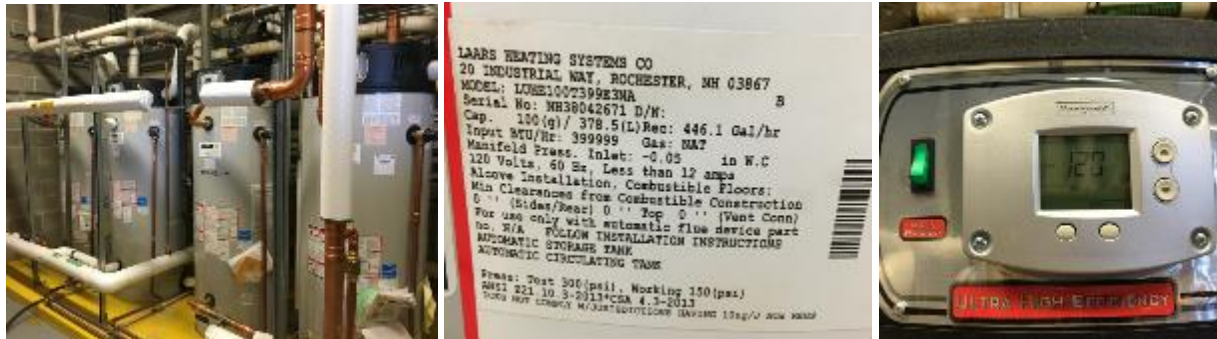 LAARS HEATING SYSTEMS CO
20 INDUSTRIAL WAY, ROCHESTER, NH 03867
MODEL: LUHE100T399E3NA B
Serial No: NH38042671 D/N:
Cap. 100(g)/ 378.5(L)Rec: 446.1 Gal/hr
Input BTU/Hr: 399999 Gas: NAT
Manifold Press. Inlet: -0.05 in W.C
120 Volts, 60 Hz, Less than 12 amps
Alcove Installation, Combustible Floors:
Min Clearances from Combustible Construction
0 '' (Sides/Rear) 0 '' Top 0 '' (Vent Conn)
For use only with automatic flue device part
no. N/A FOLLOW INSTALLATION INSTRUCTIONS
AUTOMATIC STORAGE TANK
AUTOMATIC CIRCULATING TANK
Press: Test 300(psi), Working 150(psi)
ANSI Z21.10.3-2013*CSA 4.3-2013
Honeywell
120
ULTRA HIGH EFFICIENCY